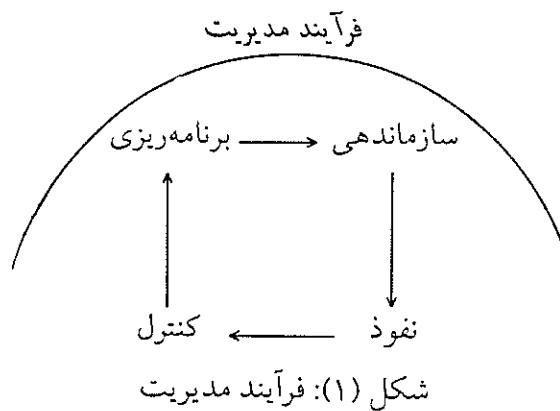 فرآیند مدیریت
سازماندهی
برنامه‌ریزی
نفوذ
کنترل
شکل (۱): فرآیند مدیریت